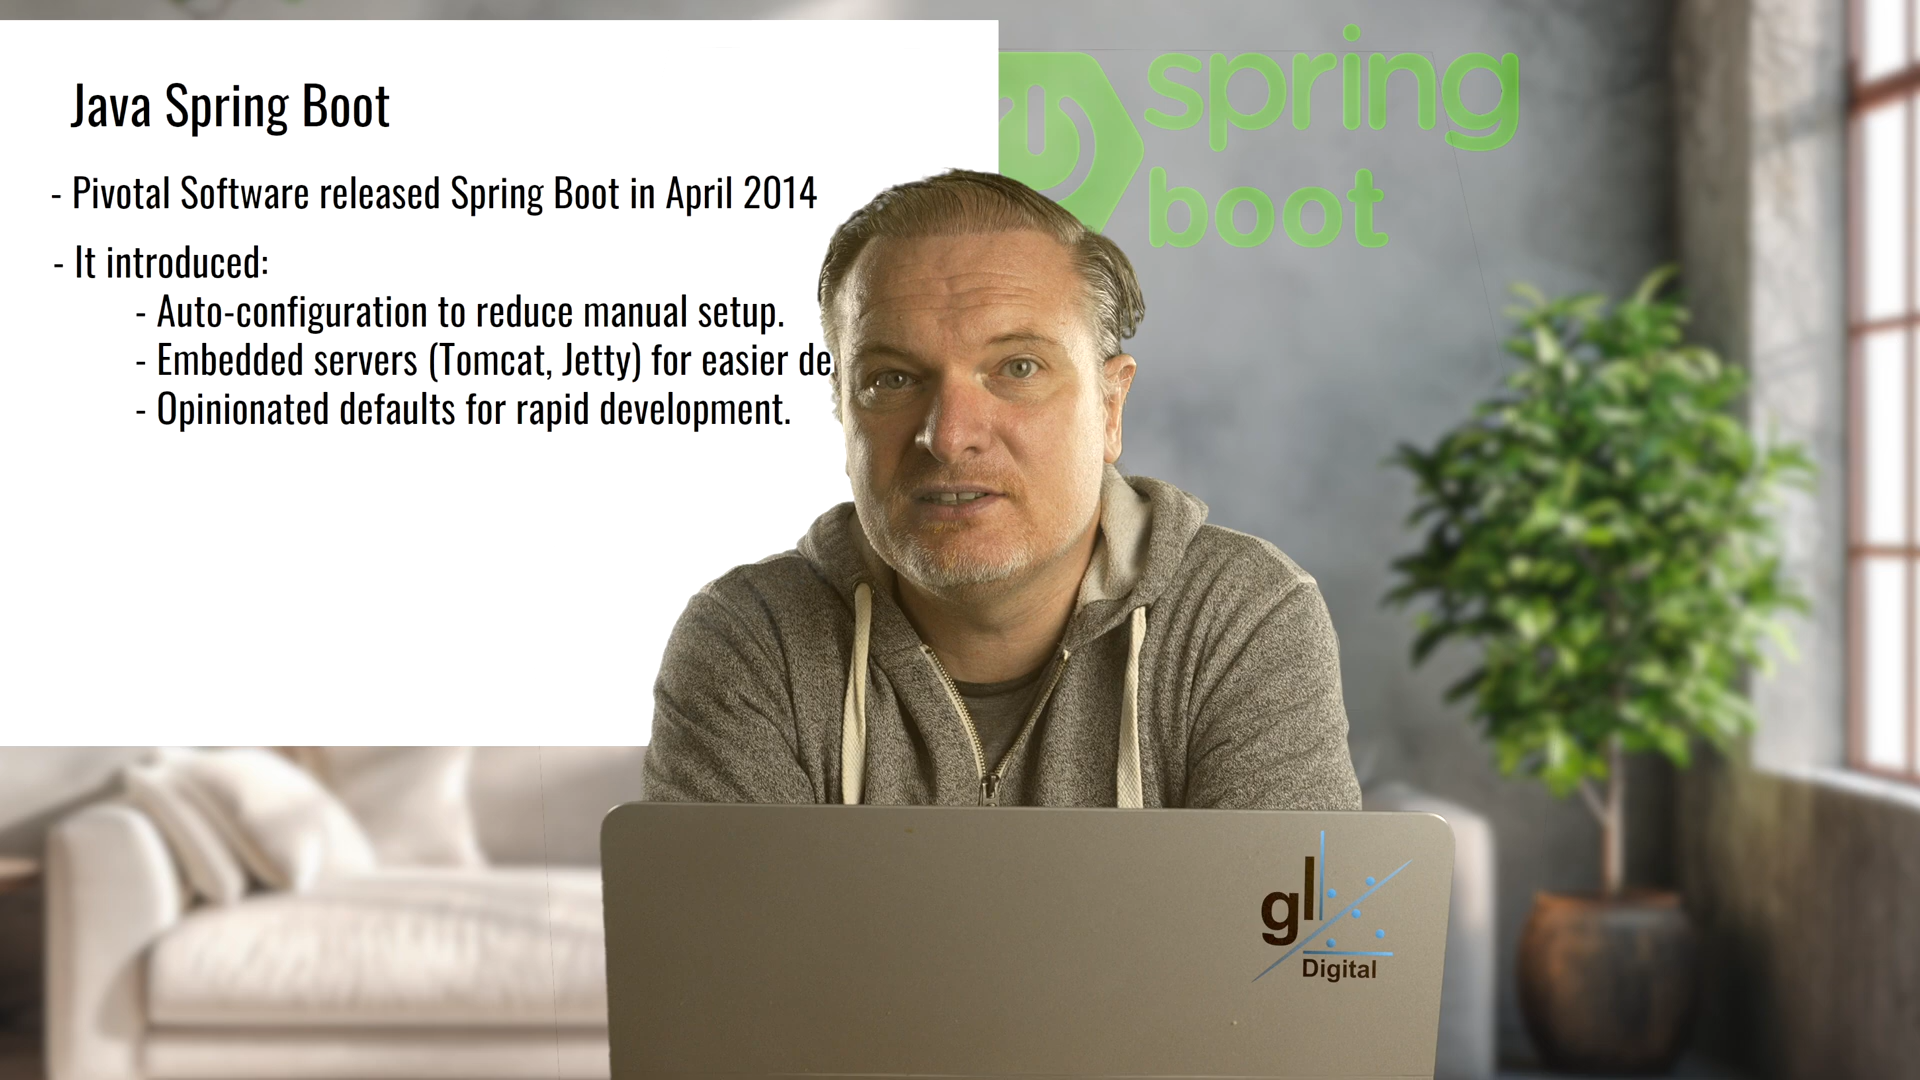 Java Spring Boot
- Pivotal Software released Spring Boot in April 2014
- It introduced:
- Auto-configuration to reduce manual setup.
- Embedded servers (Tomcat, Jetty) for easier
- Opinionated defaults for rapid development.
spring
boot
gl
Digital